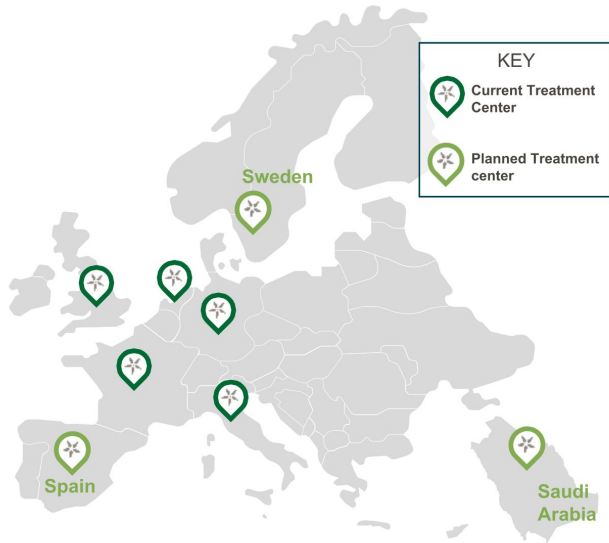 KEY
Current Treatment
Center
Planned Treatment
center
Sweden
Spain
Saudi
Arabia